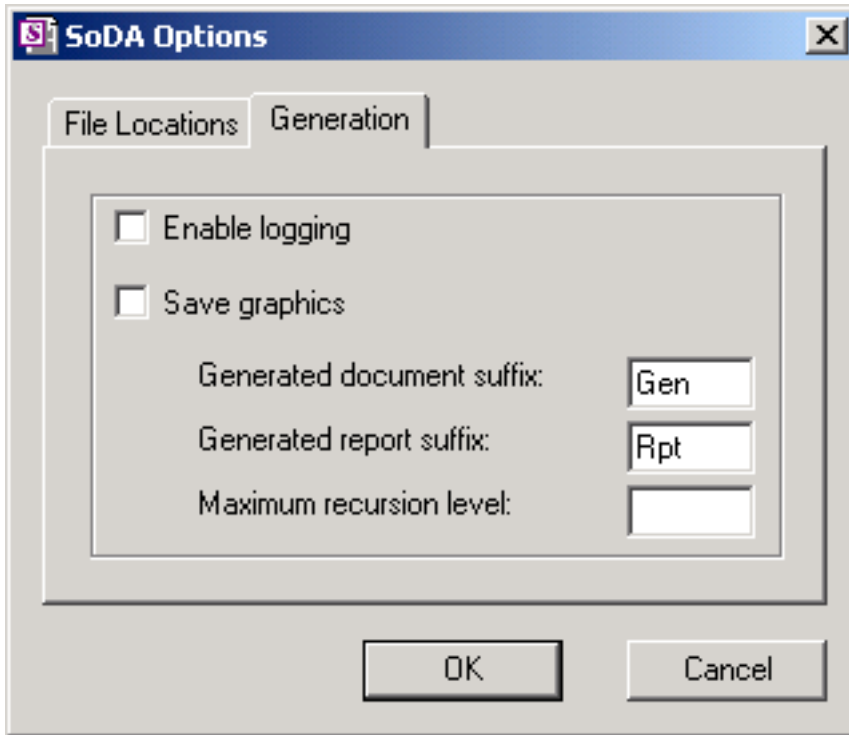 SoDA Options
File Locations
Generation
Enable logging
Save graphics
Generated document suffix: Gen
Generated report suffix: Rpt
Maximum recursion level:
OK
Cancel